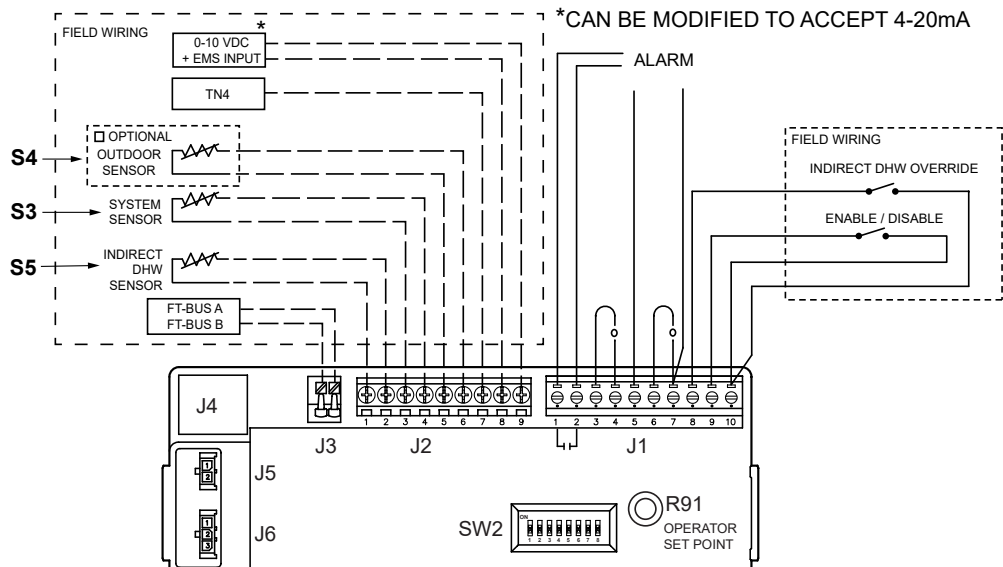 *CAN BE MODIFIED TO ACCEPT 4-20mA
FIELD WIRING
*
0-10 VDC
+ EMS INPUT
TN4
OPTIONAL
OUTDOOR
SENSOR
S4
SYSTEM
SENSOR
S3
INDIRECT
DHW
SENSOR
S5
FT-BUS A
FT-BUS B
ALARM
FIELD WIRING
INDIRECT DHW OVERRIDE
ENABLE / DISABLE
J4
J3
1 2 3 4 5 6 7 8 9
J2
1 2 3 4 5 6 7 8 9 10
J1
1
2
J5
1
2
3
J6
SW2
ON
1 2 3 4 5 6 7 8
R91
OPERATOR
SET POINT